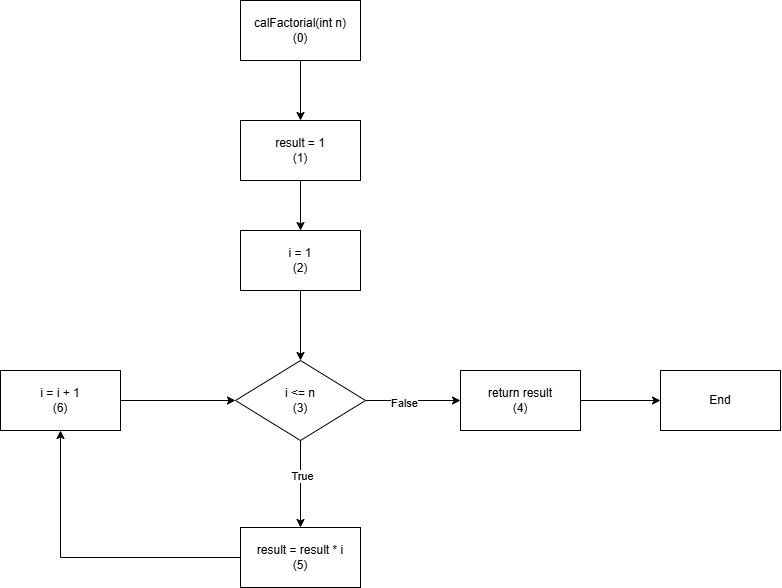 calFactorial(int n)
(0)
result = 1
(1)
i = 1
(2)
i = i + 1
(6)
i <= n
(3)
False
return result
(4)
End
True
result = result * i
(5)